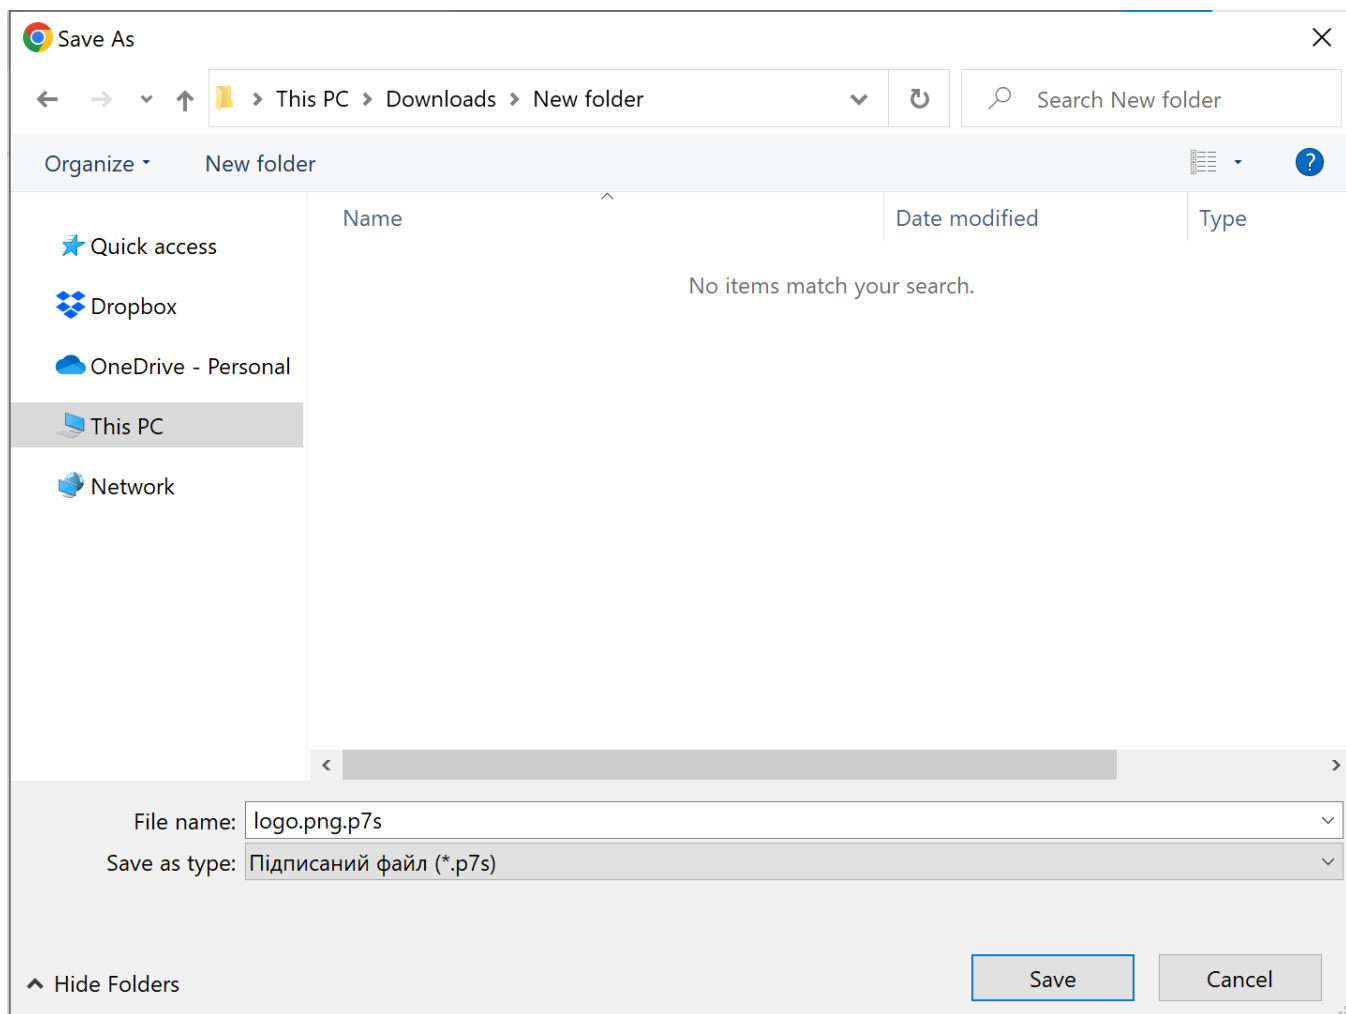 Save As
This PC > Downloads > New folder
Search New folder
Organize
New folder
?
Name
Date modified
Type
No items match your search.
Quick access
Dropbox
OneDrive - Personal
This PC
Network
File name: logo.png.p7s
Save as type: Підписаний файл (*.p7s)
Hide Folders
Save
Cancel